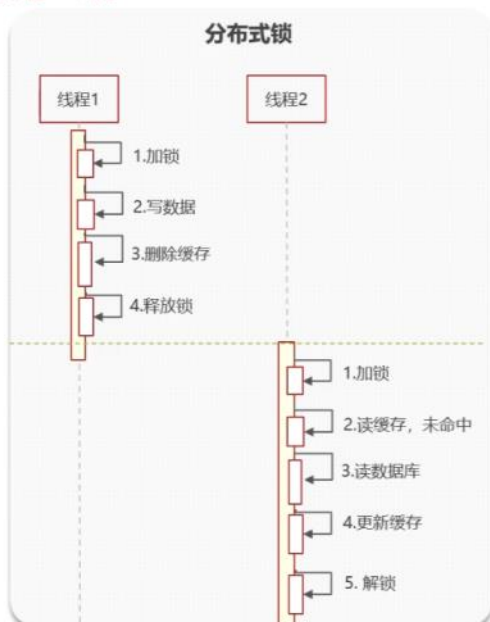 分布式锁
线程1
线程2
1.加锁
2.写数据
3.删除缓存
4.释放锁
1.加锁
2.读缓存，未命中
3.读数据库
4.更新缓存
5. 解锁